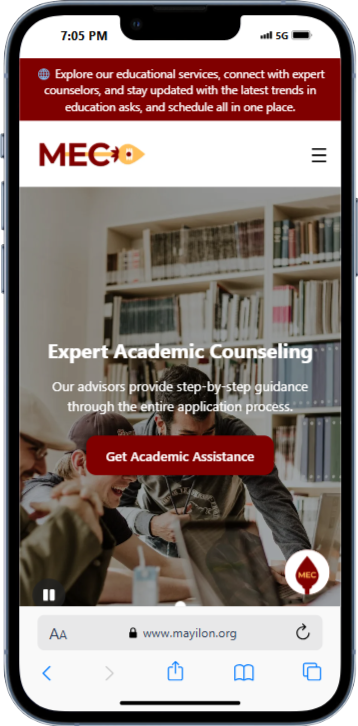 7:05 PM
5G
Explore our educational services, connect with expert
counselors, and stay updated with the latest trends in
education asks, and schedule all in one place.
MEC
Expert Academic Counseling
Our advisors provide step-by-step guidance
through the entire application process.
Get Academic Assistance
MEC
AA
www.mayilon.org